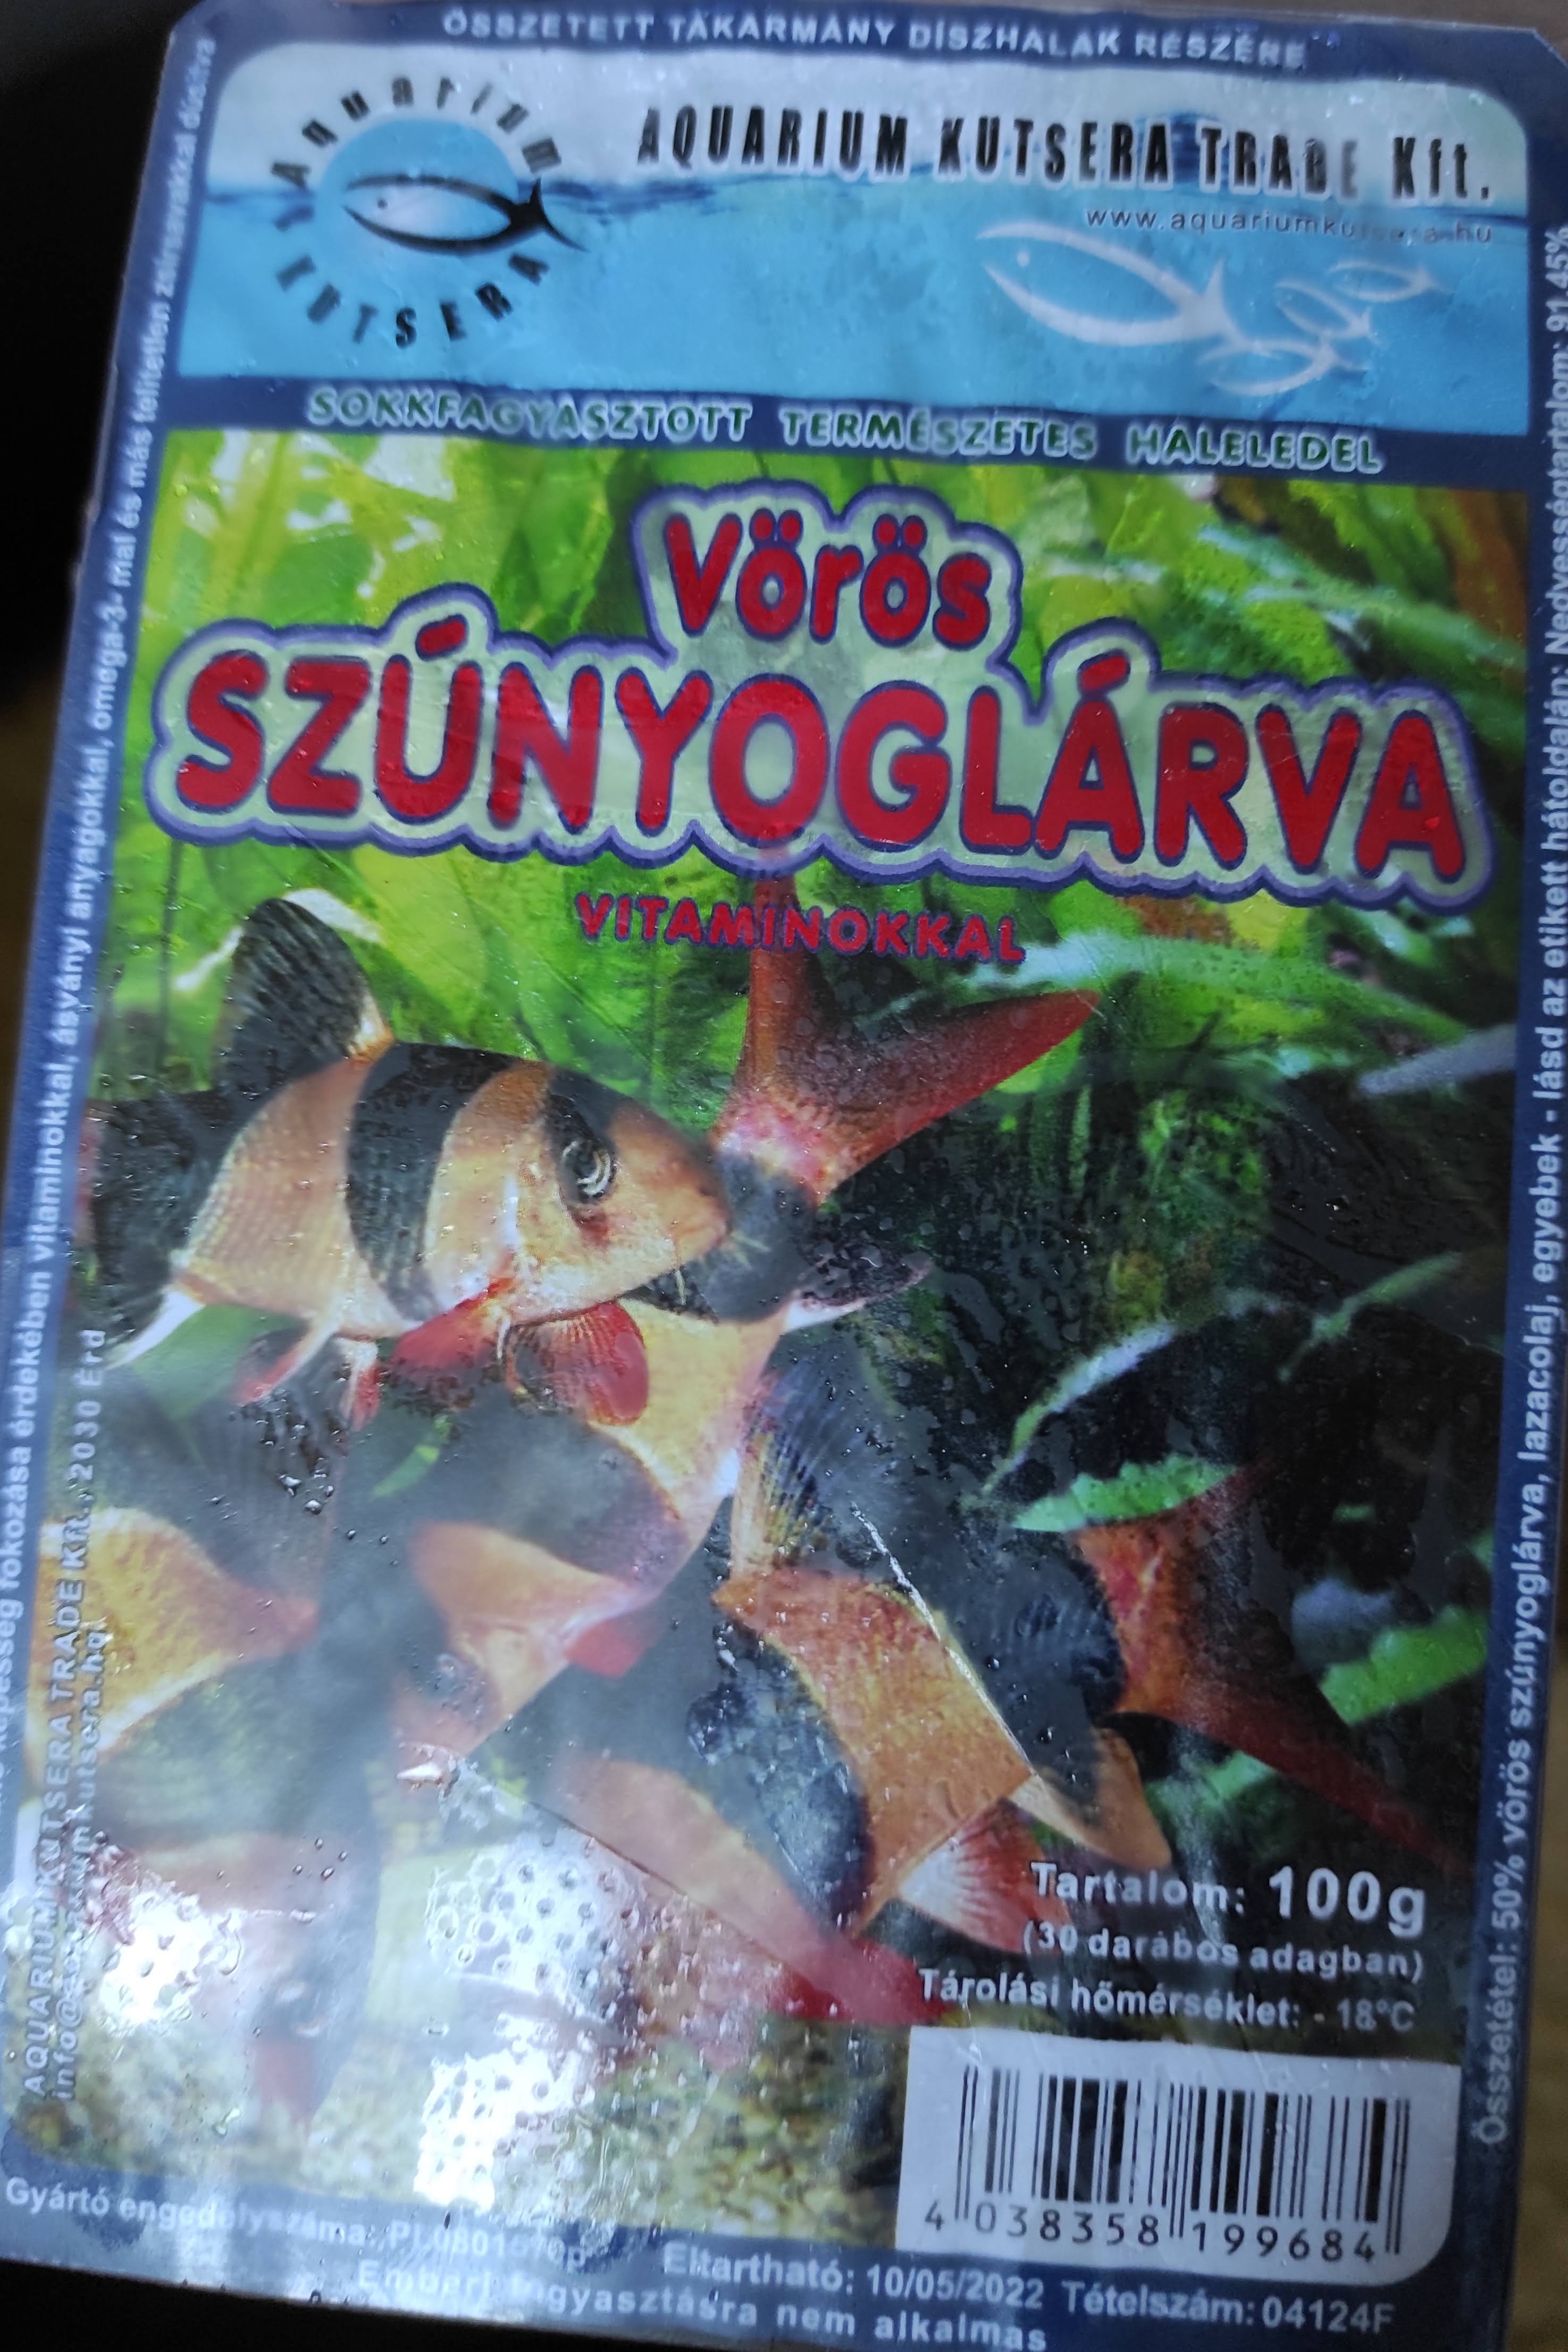 ÖSSZETETT TAKARMÁNY DÍSZHALAK RÉSZÉRE
Aquarium
KUTSERA
AQUARIUM KUTSERA TRADE Kft.
www.aquariumkutsera.hu
SOKKFAGYASZTOTT TERMÉSZETES HALELEDEL
Vörös
SZÚNYOGLÁRVA
VITAMINOKKAL
Tartalom: 100g
(30 darabos adagban)
Tárolási hőmérséklet: - 18°C
4 038358 199684
Gyártó engedélyszáma:
Eltartható: 10/05/2022 Tételszám: 04124F
Emberi fogyasztásra nem alkalmas
fokozása érdekében vitaminokkal, ásványi anyagokkal, omega-3- mal és más telítetlen zsírsavakkal dúsítva
AQUARIUM KUTSERA TRADE Kft., 2030 Érd
info@aquariumkutsera.hu
Összetétel: 50% vörös szúnyoglárva, lazacolaj, egyebek - lásd az etikett hátoldalán; Nedvességtartalom: 91,45%